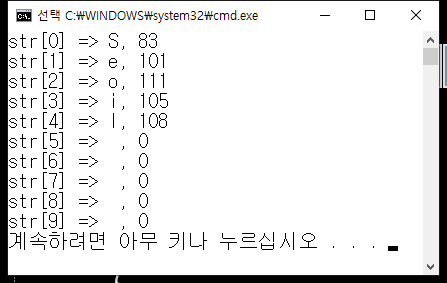 선택 C:₩WINDOWS₩system32₩cmd.exe
str[0] => S, 83
str[1] => e, 101
str[2] => o, 111
str[3] => i, 105
str[4] => l, 108
str[5] =>  , 0
str[6] =>  , 0
str[7] =>  , 0
str[8] =>  , 0
str[9] =>  , 0
계속하려면 아무 키나 누르십시오 . . .